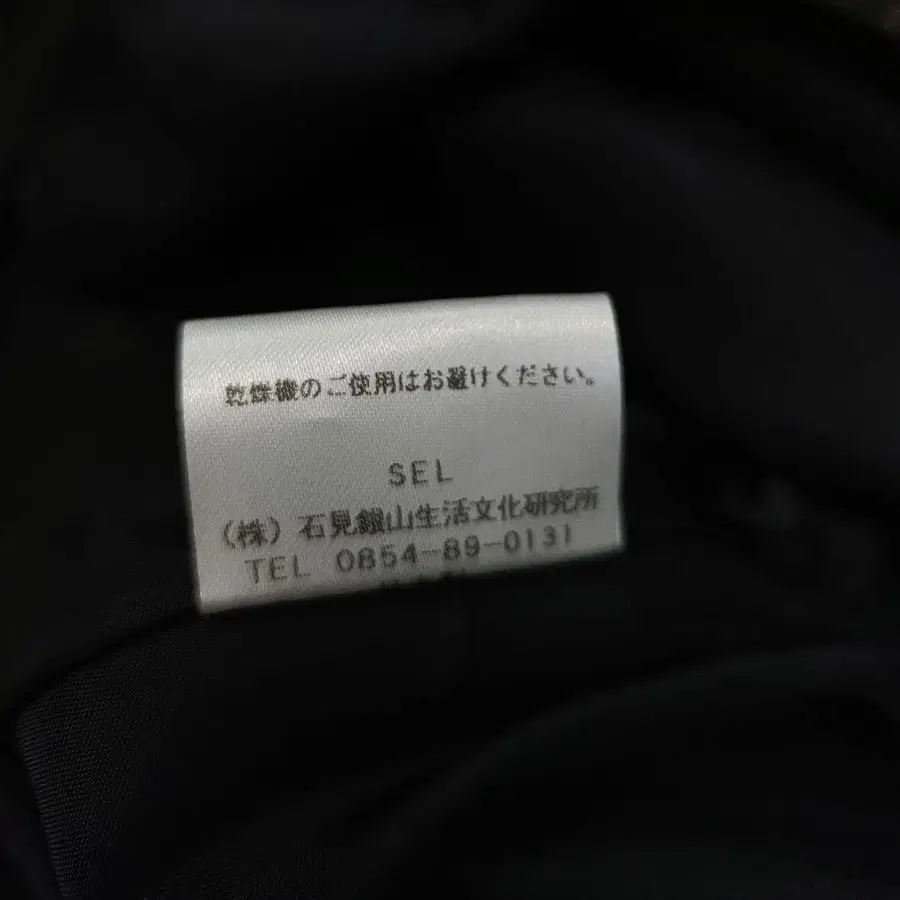 乾燥機のご使用はお避けください。
SEL
（株）石見銀山生活文化研究所
TEL 0854-89-0131